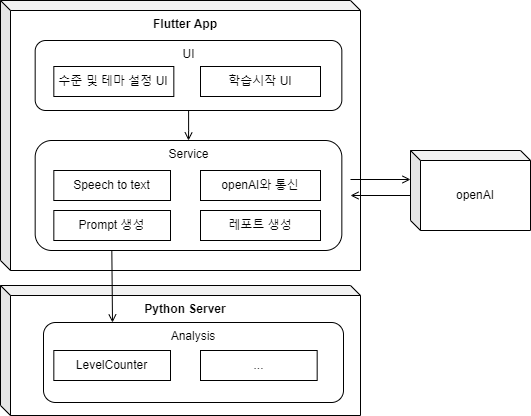 Flutter App
UI
수준 및 테마 설정 UI
학습시작 UI
Service
Speech to text
openAI와 통신
Prompt 생성
레포트 생성
openAI
Python Server
Analysis
LevelCounter
...